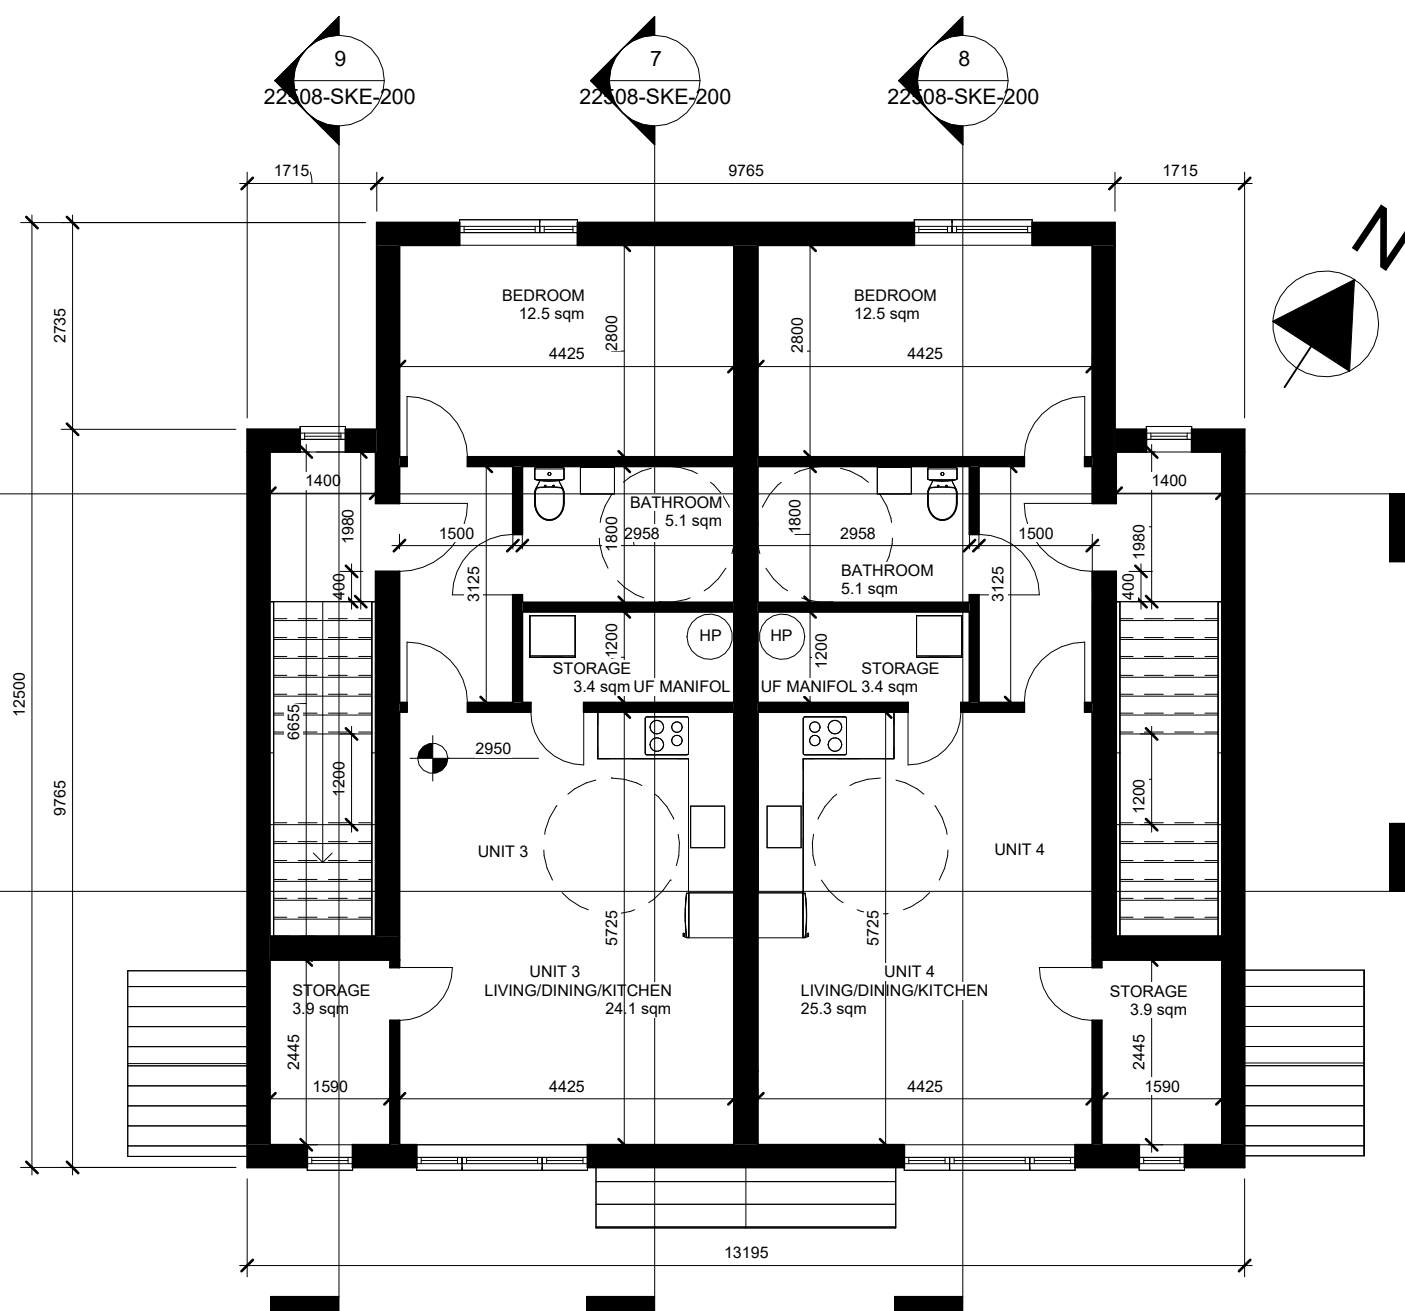 9
22508-SKE-200
7
22508-SKE-200
8
22508-SKE-200
1715
9765
1715
N
2735
12500
9765
BEDROOM
12.5 sqm
2800
4425
BEDROOM
12.5 sqm
2800
4425
1400
1980
400
1500
3125
BATHROOM
5.1 sqm
1800
2958
1800
2958
BATHROOM
5.1 sqm
1500
3125
1400
1980
400
1200
HP
STORAGE
3.4 sqm
UF MANIFOL
HP
1200
STORAGE
UF MANIFOL
3.4 sqm
6655
1200
2950
1200
UNIT 3
UNIT 4
5725
5725
UNIT 3
LIVING/DINING/KITCHEN
24.1 sqm
UNIT 4
LIVING/DINING/KITCHEN
25.3 sqm
STORAGE
3.9 sqm
2445
1590
4425
4425
STORAGE
3.9 sqm
2445
1590
13195